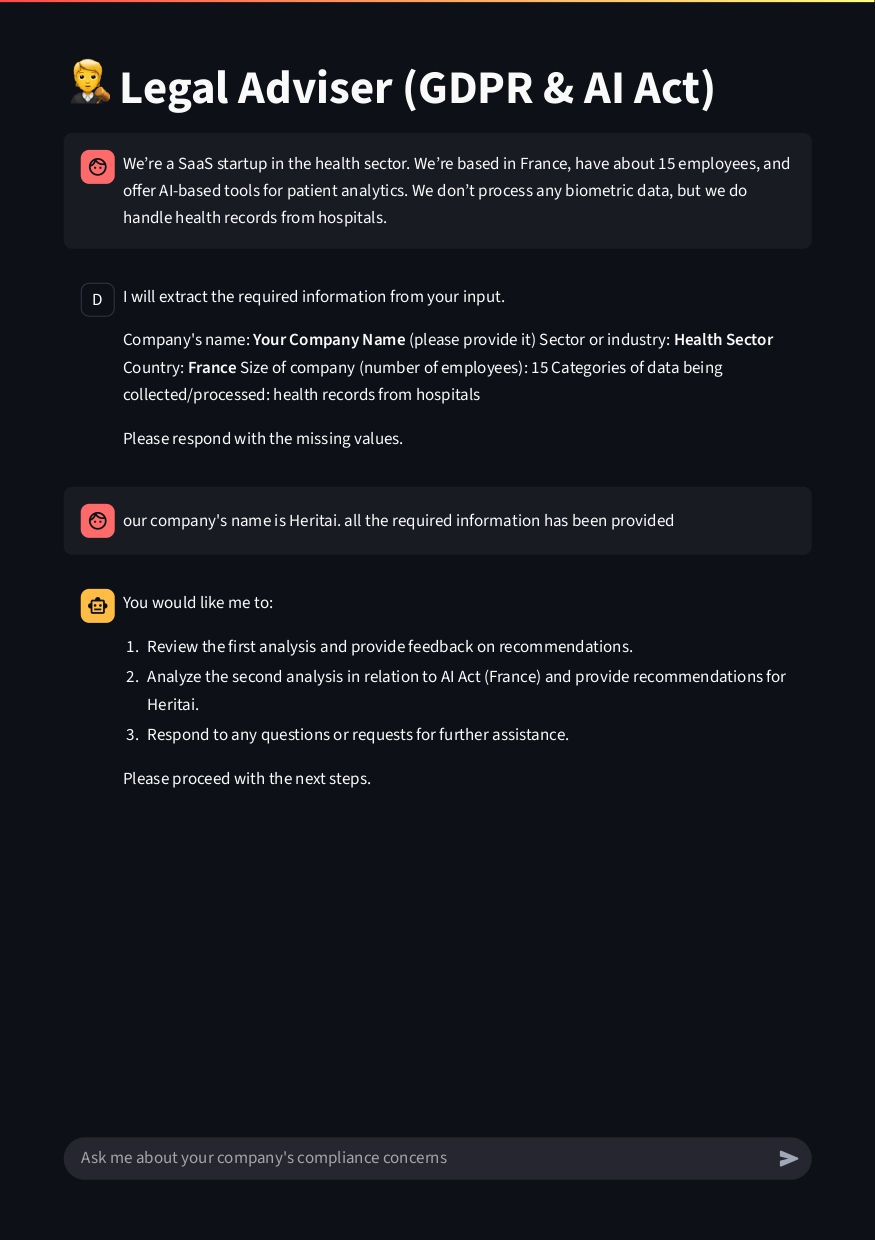 Legal Adviser (GDPR & AI Act)
We’re a SaaS startup in the health sector. We’re based in France, have about 15 employees, and
offer AI-based tools for patient analytics. We don’t process any biometric data, but we do
handle health records from hospitals.
D
I will extract the required information from your input.
Company's name: Your Company Name (please provide it) Sector or industry: Health Sector
Country: France Size of company (number of employees): 15 Categories of data being
collected/processed: health records from hospitals
Please respond with the missing values.
our company's name is Heritai. all the required information has been provided
You would like me to:
1. Review the first analysis and provide feedback on recommendations.
2. Analyze the second analysis in relation to AI Act (France) and provide recommendations for
Heritai.
3. Respond to any questions or requests for further assistance.
Please proceed with the next steps.
Ask me about your company's compliance concerns